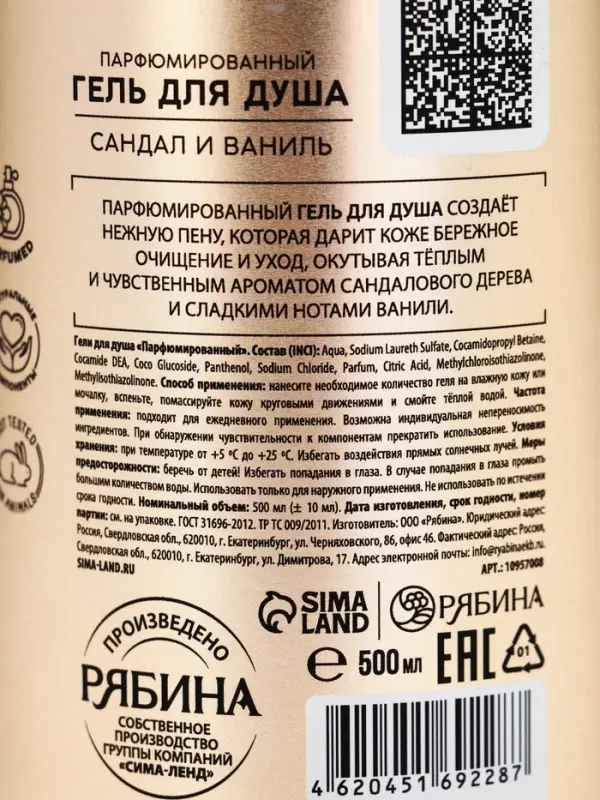 ПАРФЮМИРОВАННЫЙ
ГЕЛЬ ДЛЯ ДУША
САНДАЛ И ВАНИЛЬ
ПАРФЮМИРОВАННЫЙ ГЕЛЬ ДЛЯ ДУША СОЗДАЁТ
НЕЖНУЮ ПЕНУ, КОТОРАЯ ДАРИТ КОЖЕ БЕРЕЖНОЕ
ОЧИЩЕНИЕ И УХОД, ОКУТЫВАЯ ТЁПЛЫМ
И ЧУВСТВЕННЫМ АРОМАТОМ САНДАЛОВОГО ДЕРЕВА
И СЛАДКИМИ НОТАМИ ВАНИЛИ.
Гели для душа «Парфюмированный». Состав (INCI): Aqua, Sodium Laureth Sulfate, Cocamidopropyl Betaine,
Cocamide DEA, Coco Glucoside, Panthenol, Sodium Chloride, Parfum, Citric Acid, Methylchloroisothiazolinone,
Methylisothiazolinone. Способ применения: нанесите необходимое количество геля на влажную кожу или
мочалку, вспеньте, помассируйте кожу круговыми движениями и смойте тёплой водой. Частота
применения: подходит для ежедневного применения. Возможна индивидуальная непереносимость
ингредиентов. При обнаружении чувствительности к компонентам прекратить использование. Условия
хранения: при температуре от +5 °C до +25 °C. Избегать воздействия прямых солнечных лучей. Меры
предосторожности: беречь от детей! Избегать попадания в глаза. В случае попадания в глаза промыть
большим количеством воды. Использовать только для наружного применения. Не использовать по истечении
срока годности. Номинальный объем: 500 мл (± 10 мл). Дата изготовления, срок годности, номер
партии: см. на упаковке. ГОСТ 31696-2012. ТР ТС 009/2011. Изготовитель: ООО «Рябина». Юридический адрес:
Россия, Свердловская обл., 620010, г. Екатеринбург, ул. Черняховского, 86, офис 46. Фактический адрес: Россия,
Свердловская обл., 620010, г. Екатеринбург, ул. Димитрова, 17. Адрес электронной почты: info@ryabinaekb.ru
SIMA-LAND.RU
АРТ.: 10957008
ПРОИЗВЕДЕНО
РЯБИНА
СОБСТВЕННОЕ
ПРОИЗВОДСТВО
ГРУППЫ КОМПАНИЙ
«СИМА-ЛЕНД»
SIMA
LAND
РЯБИНА
e 500 мл
EAC
01
4 620451 692287